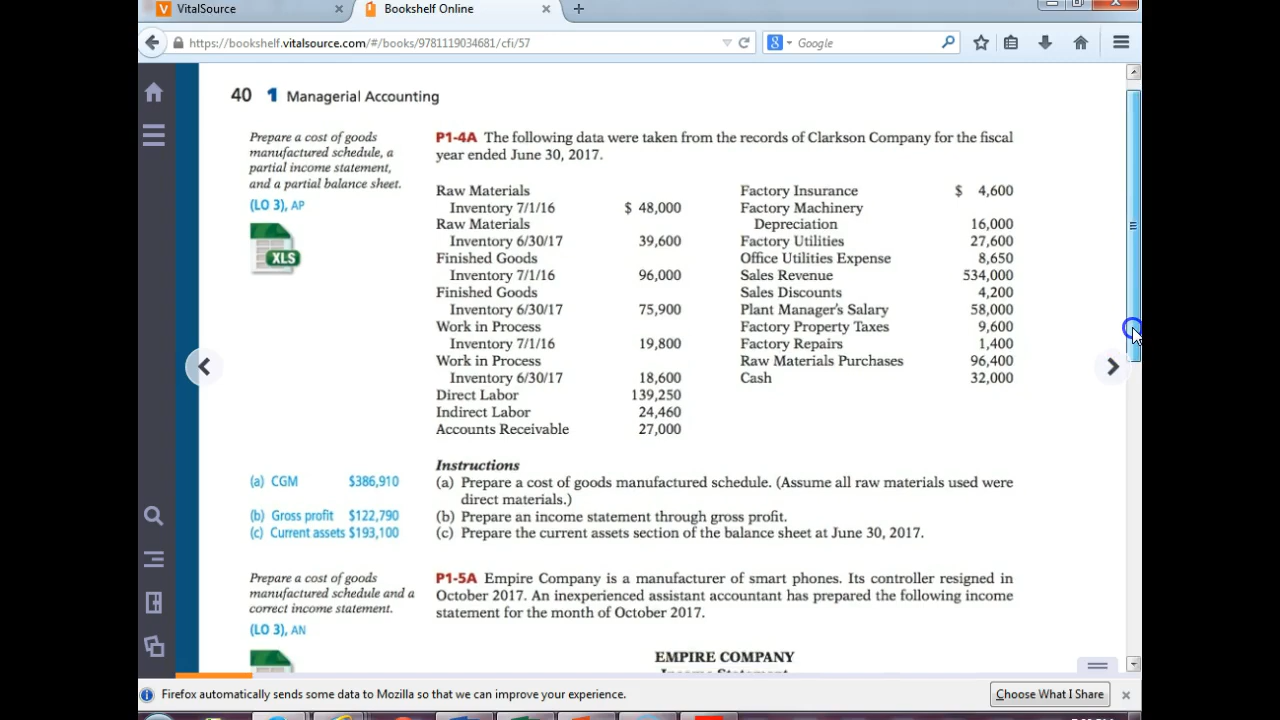 VitalSource
Bookshelf Online
https://bookshelf.vitalsource.com/#/books/9781119034681/cfi/57
Google
40 1 Managerial Accounting
Prepare a cost of goods
manufactured schedule, a
partial income statement,
and a partial balance sheet.
(LO 3), AP
XLS
P1-4A The following data were taken from the records of Clarkson Company for the fiscal
year ended June 30, 2017.
Raw Materials
Inventory 7/1/16 $ 48,000
Raw Materials
Inventory 6/30/17 39,600
Finished Goods
Inventory 7/1/16 96,000
Finished Goods
Inventory 6/30/17 75,900
Work in Process
Inventory 7/1/16 19,800
Work in Process
Inventory 6/30/17 18,600
Direct Labor 139,250
Indirect Labor 24,460
Accounts Receivable 27,000
Factory Insurance $ 4,600
Factory Machinery
Depreciation 16,000
Factory Utilities 27,600
Office Utilities Expense 8,650
Sales Revenue 534,000
Sales Discounts 4,200
Plant Manager's Salary 58,000
Factory Property Taxes 9,600
Factory Repairs 1,400
Raw Materials Purchases 96,400
Cash 32,000
Instructions
(a) CGM $386,910
(a) Prepare a cost of goods manufactured schedule. (Assume all raw materials used were
direct materials.)
(b) Gross profit $122,790
(b) Prepare an income statement through gross profit.
(c) Current assets $193,100
(c) Prepare the current assets section of the balance sheet at June 30, 2017.
Prepare a cost of goods
manufactured schedule and a
correct income statement.
(LO 3), AN
P1-5A Empire Company is a manufacturer of smart phones. Its controller resigned in
October 2017. An inexperienced assistant accountant has prepared the following income
statement for the month of October 2017.
EMPIRE COMPANY
Income Statement
Firefox automatically sends some data to Mozilla so that we can improve your experience.
Choose What I Share